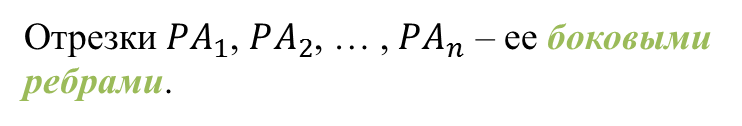 Отрезки 𝑃𝐴₁, 𝑃𝐴₂, … , 𝑃𝐴ₙ – ее боковыми
ребрами.